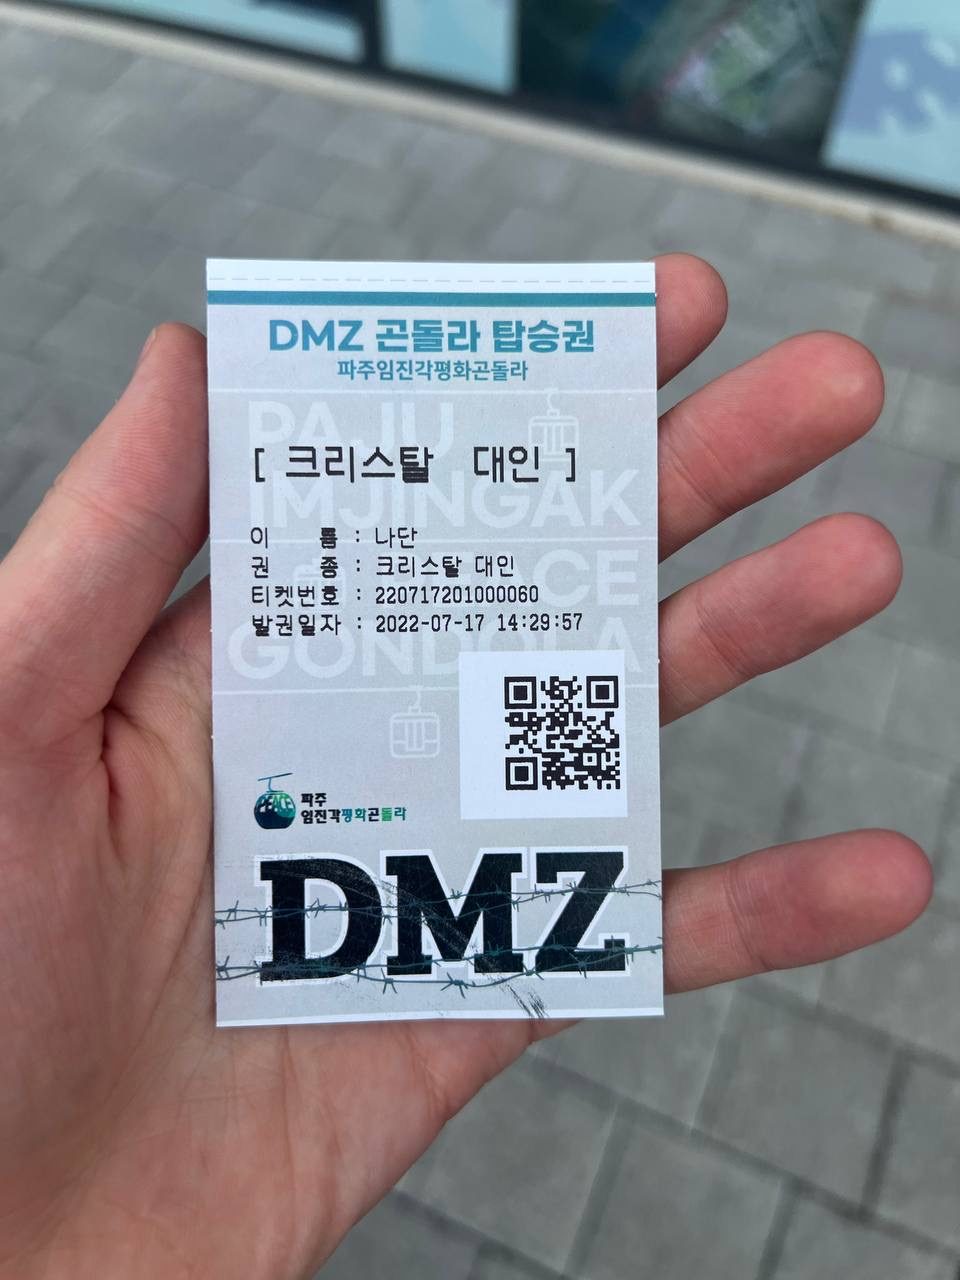 DMZ 곤돌라 탑승권
파주임진각평화곤돌라
PAJU
IMJINGAK
PEACE
GONDOLA
[ 크리스탈 대인 ]
이 름 : 나단
권 종 : 크리스탈 대인
티켓번호 : 220717201000060
발권일자 : 2022-07-17 14:29:57
PEACE
파주
임진각평화곤돌라
DMZ